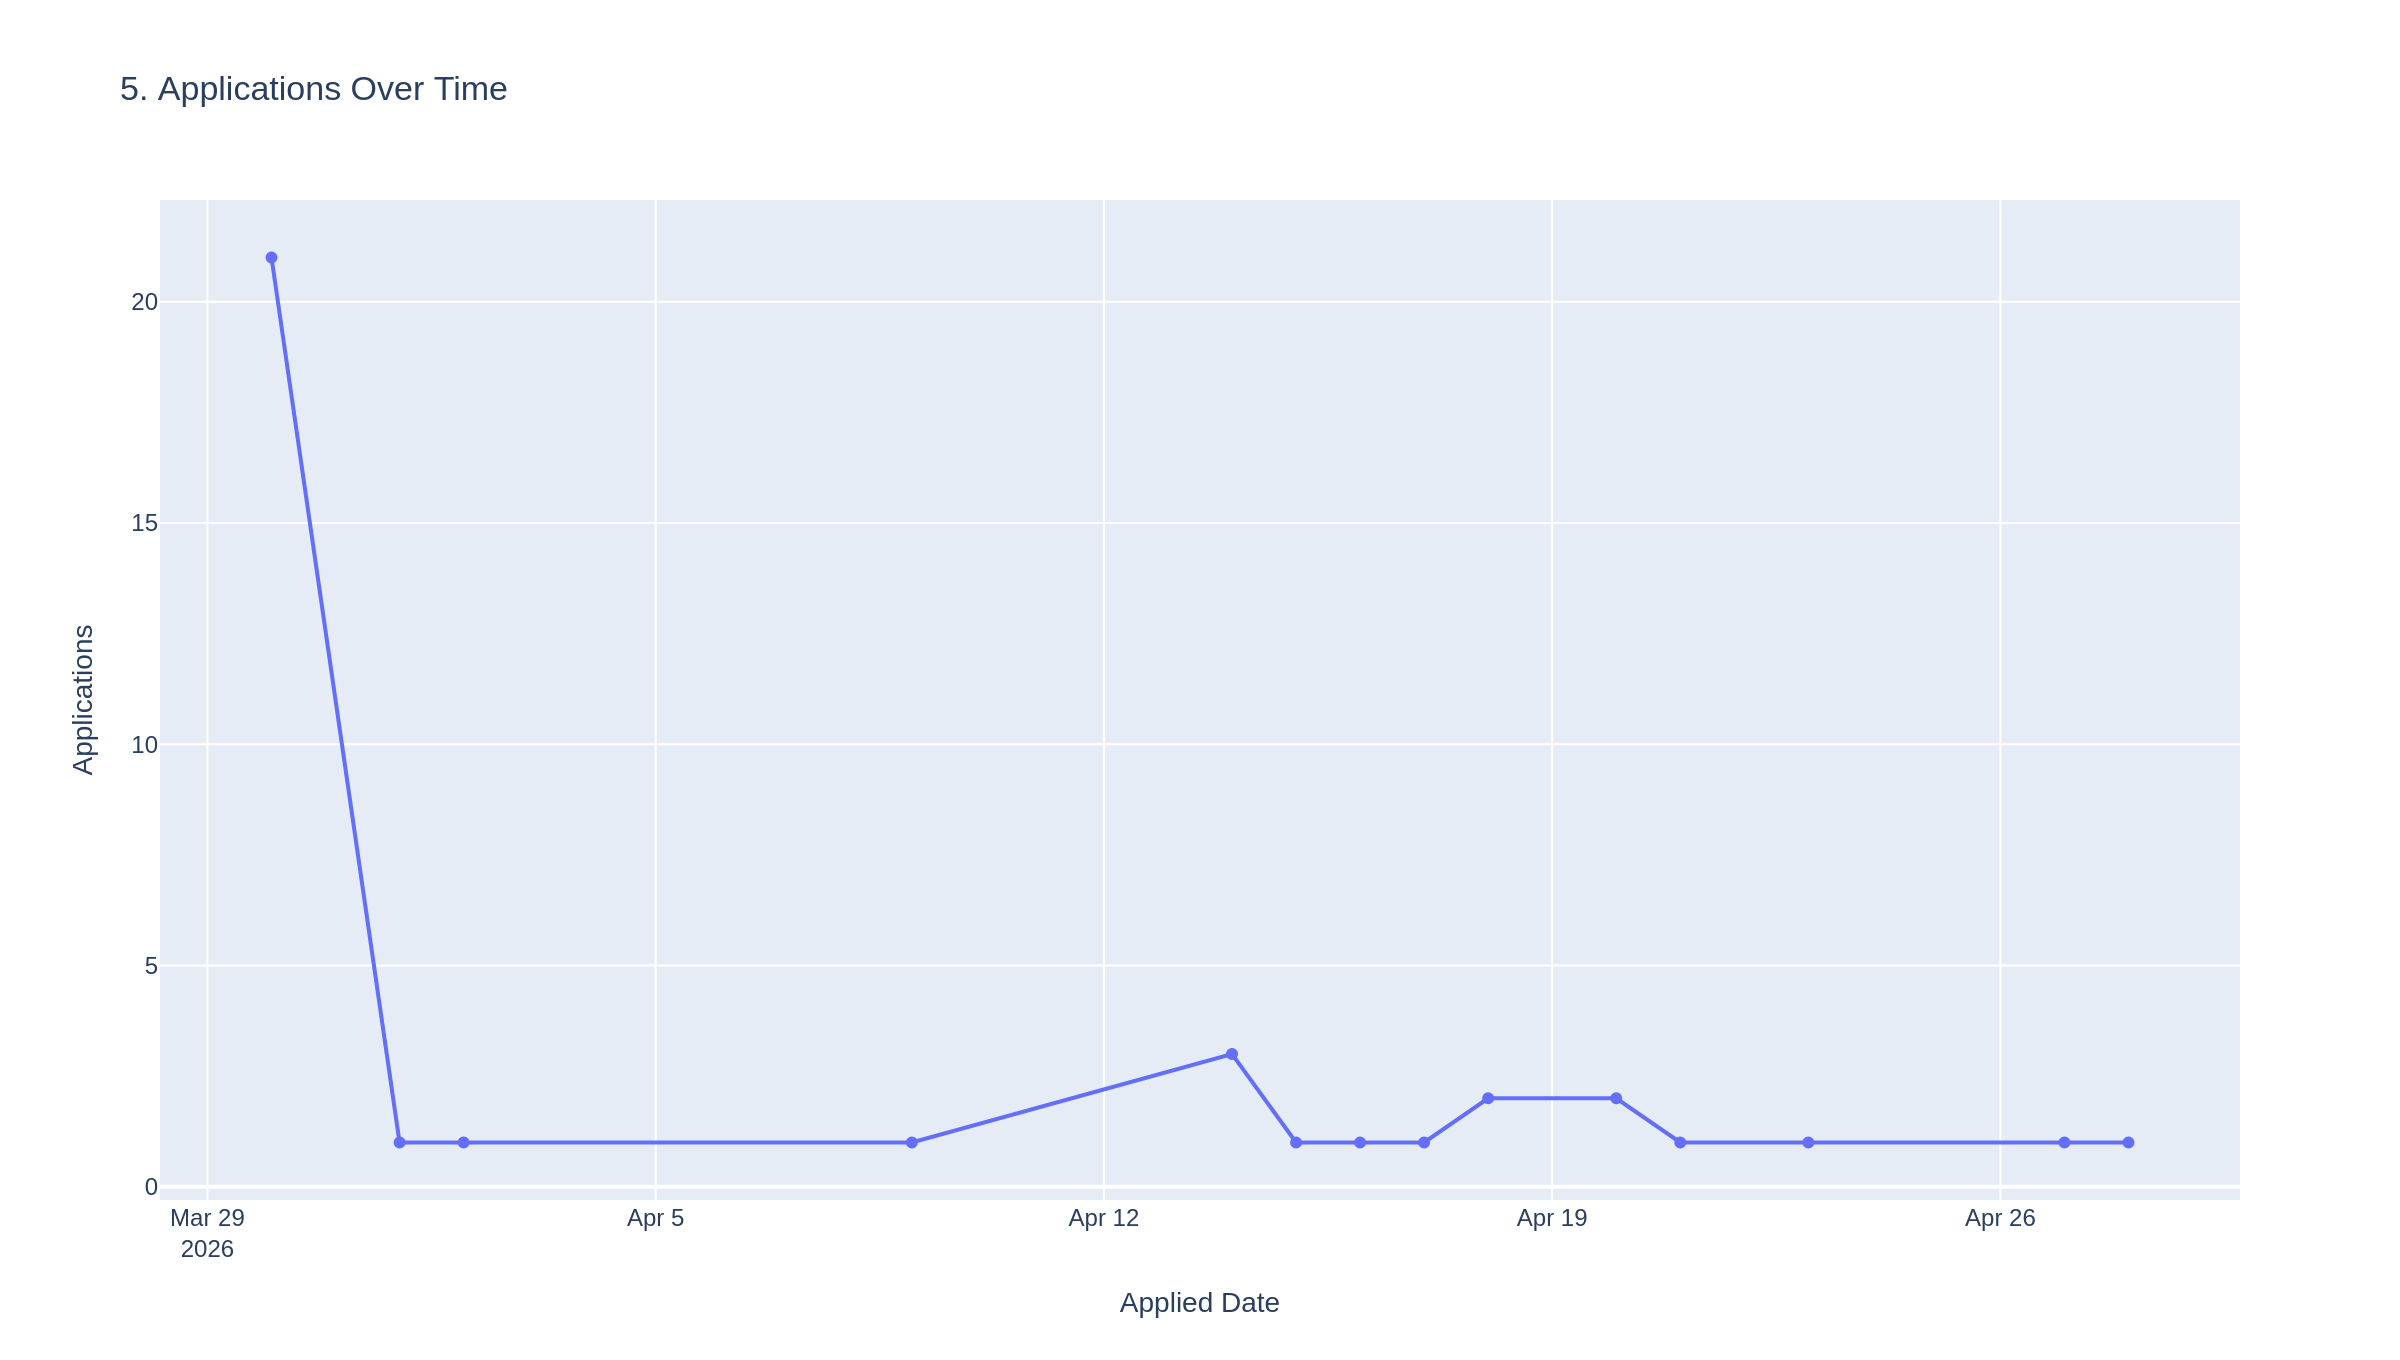 5. Applications Over Time
20
15
10
5
0
Applications
Mar 29
2026
Apr 5
Apr 12
Apr 19
Apr 26
Applied Date